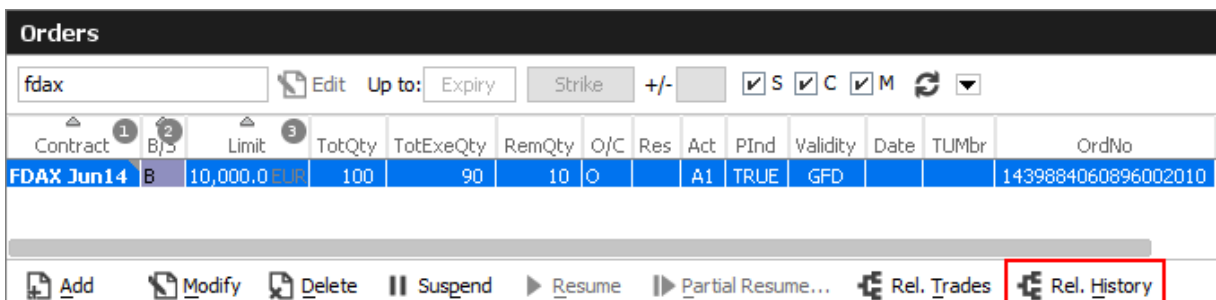 Orders
fdax Edit Up to: Expiry Strike +/- S C M
Contract 1 B/S 2 Limit 3 TotQty TotExeQty RemQty O/C Res Act PInd Validity Date TUMbr OrdNo
FDAX Jun14 B 10,000.0 EUR 100 90 10 O A1 TRUE GFD 1439884060896002010
Add Modify Delete Suspend Resume Partial Resume... Rel. Trades Rel. History